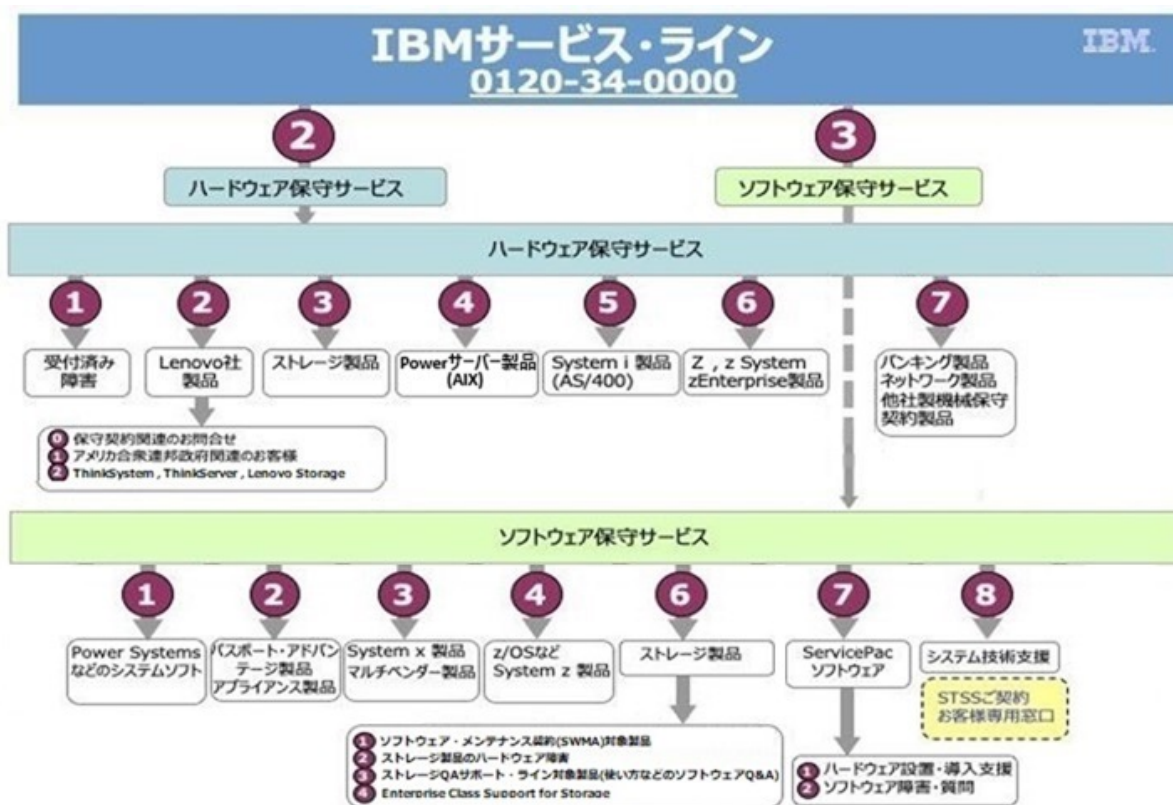 IBMサービス・ライン
0120-34-0000
IBM
2
3
ハードウェア保守サービス
ソフトウェア保守サービス
ハードウェア保守サービス
1
2
3
4
5
6
7
受付済み
障害
Lenovo社
製品
ストレージ製品
Powerサーバー製品
(AIX)
System i 製品
(AS/400)
Z , z System
zEnterprise製品
バンキング製品
ネットワーク製品
他社製機械保守
契約製品
0 保守契約関連のお問合せ
1 アメリカ合衆連邦政府関連のお客様
2 ThinkSystem , ThinkServer , Lenovo Storage
ソフトウェア保守サービス
1
2
3
4
6
7
8
Power Systems
などのシステムソフト
パスポート・アドバン
テージ製品
アプライアンス製品
System x 製品
マルチベンダー製品
z/OSなど
System z 製品
ストレージ製品
ServicePac
ソフトウェア
システム技術支援
STSSご契約
お客様専用窓口
1 ソフトウェア・メンテナンス契約(SWMA)対象製品
2 ストレージ製品のハードウェア障害
3 ストレージQAサポート・ライン対象製品(使い方などのソフトウェアQ&A)
4 Enterprise Class Support for Storage
1 ハードウェア設置・導入支援
2 ソフトウェア障害・質問